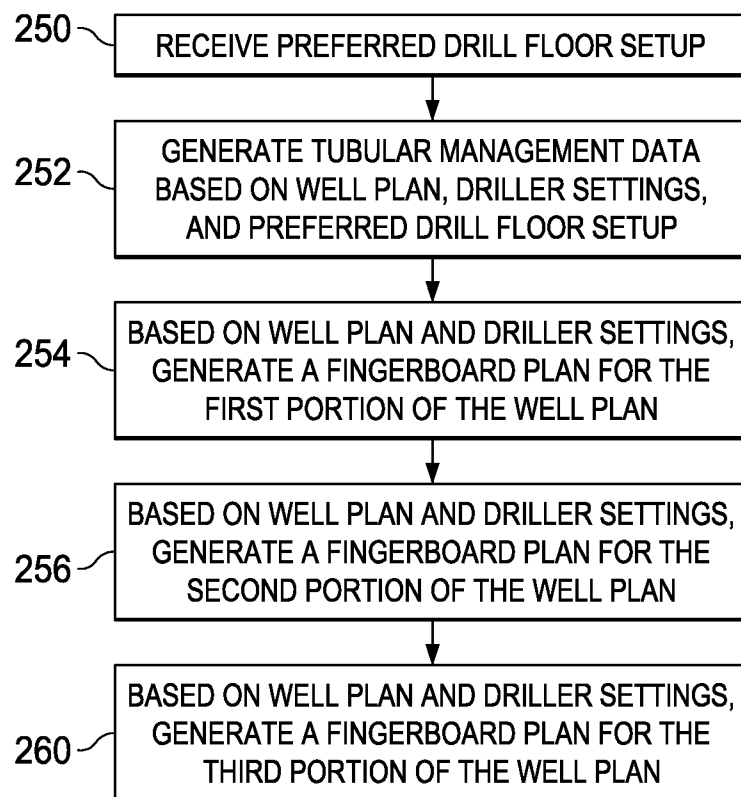 250
RECEIVE PREFERRED DRILL FLOOR SETUP
252
GENERATE TUBULAR MANAGEMENT DATA
BASED ON WELL PLAN, DRILLER SETTINGS,
AND PREFERRED DRILL FLOOR SETUP
254
BASED ON WELL PLAN AND DRILLER SETTINGS,
GENERATE A FINGERBOARD PLAN FOR THE
FIRST PORTION OF THE WELL PLAN
256
BASED ON WELL PLAN AND DRILLER SETTINGS,
GENERATE A FINGERBOARD PLAN FOR THE
SECOND PORTION OF THE WELL PLAN
260
BASED ON WELL PLAN AND DRILLER SETTINGS,
GENERATE A FINGERBOARD PLAN FOR THE
THIRD PORTION OF THE WELL PLAN